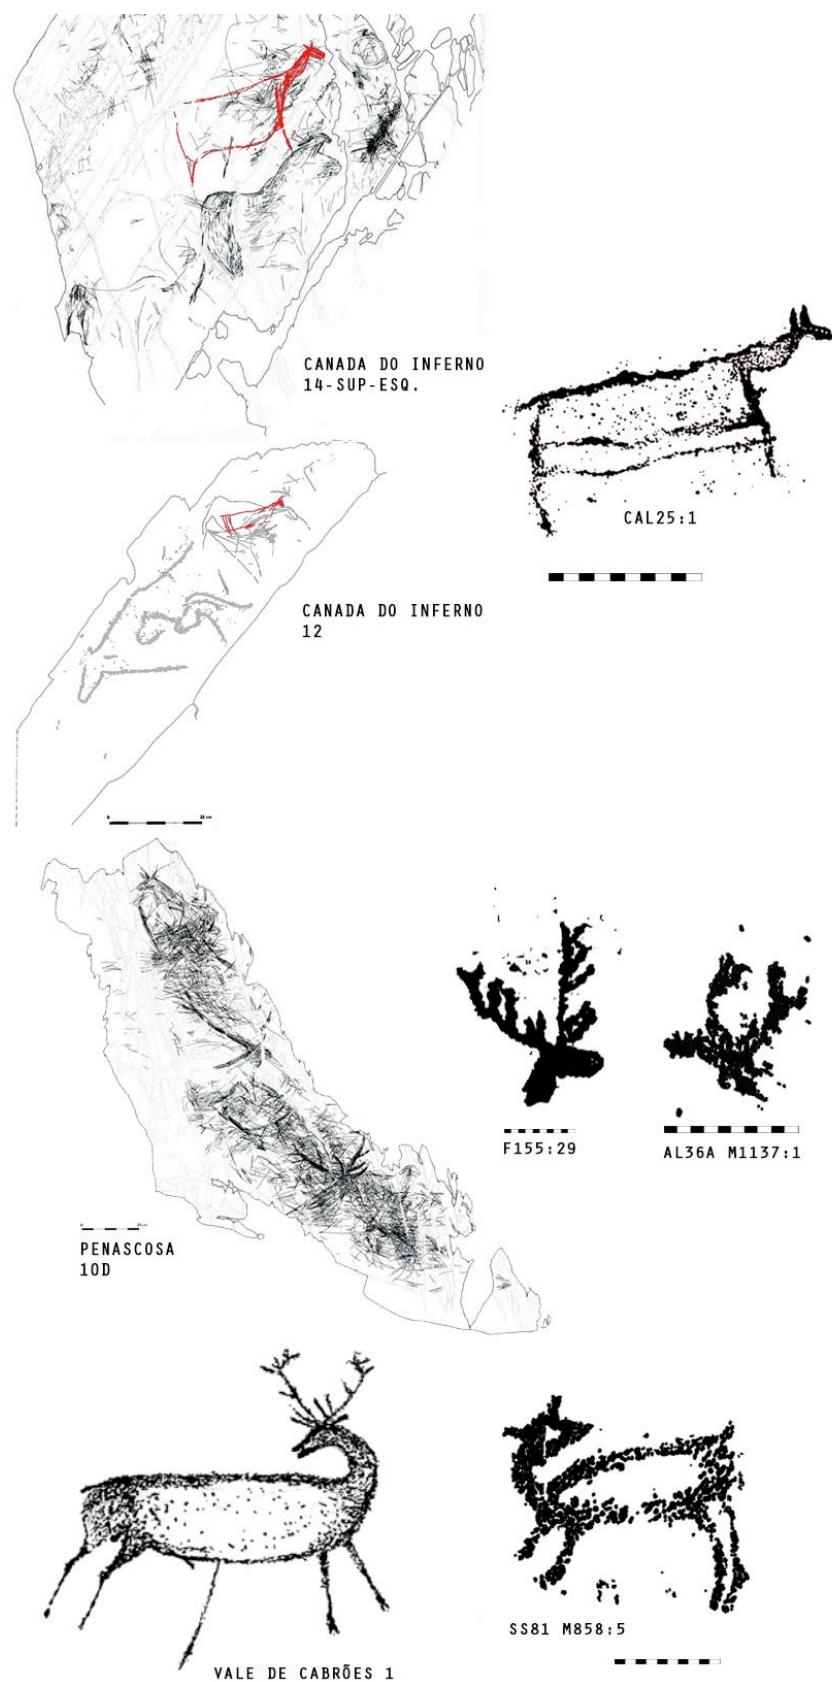 CANADA DO INFERNO
14-SUP-ESQ.
CAL25:1
CANADA DO INFERNO
12
F155:29
AL36A M1137:1
PENASCOSA
10D
SS81 M858:5
VALE DE CABRÕES 1